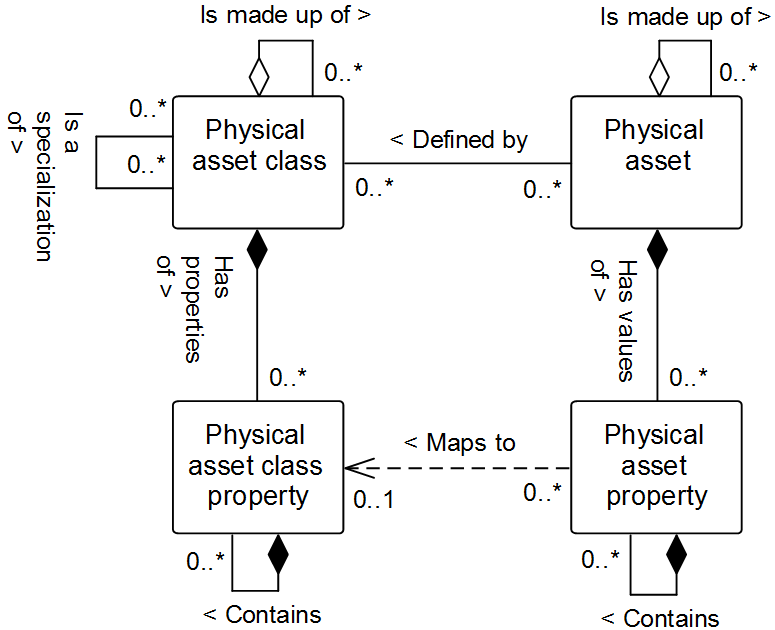 Is made up of >
Is made up of >
0..*
0..*
Is a
specialization
of >
0..*
0..*
Physical
asset class
< Defined by
0..*
0..*
Physical
asset
Has
properties
of >
0..*
Has values
of >
0..*
Physical
asset class
property
< Maps to
0..1
0..*
Physical
asset
property
0..*
< Contains
0..*
< Contains